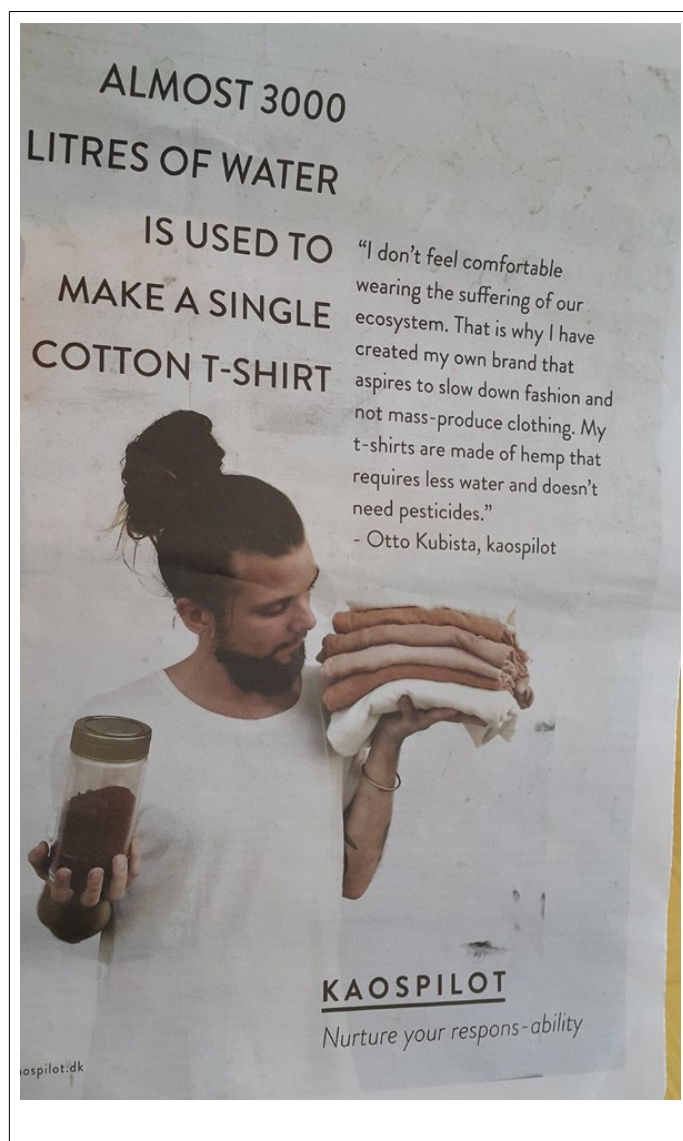 ALMOST 3000
LITRES OF WATER
IS USED TO
MAKE A SINGLE
COTTON T-SHIRT
“I don’t feel comfortable
wearing the suffering of our
ecosystem. That is why I have
created my own brand that
aspires to slow down fashion and
not mass-produce clothing. My
t-shirts are made of hemp that
requires less water and doesn’t
need pesticides.”
- Otto Kubista, kaospilot
KAOSPILOT
Nurture your respons-ability
ospilot.dk